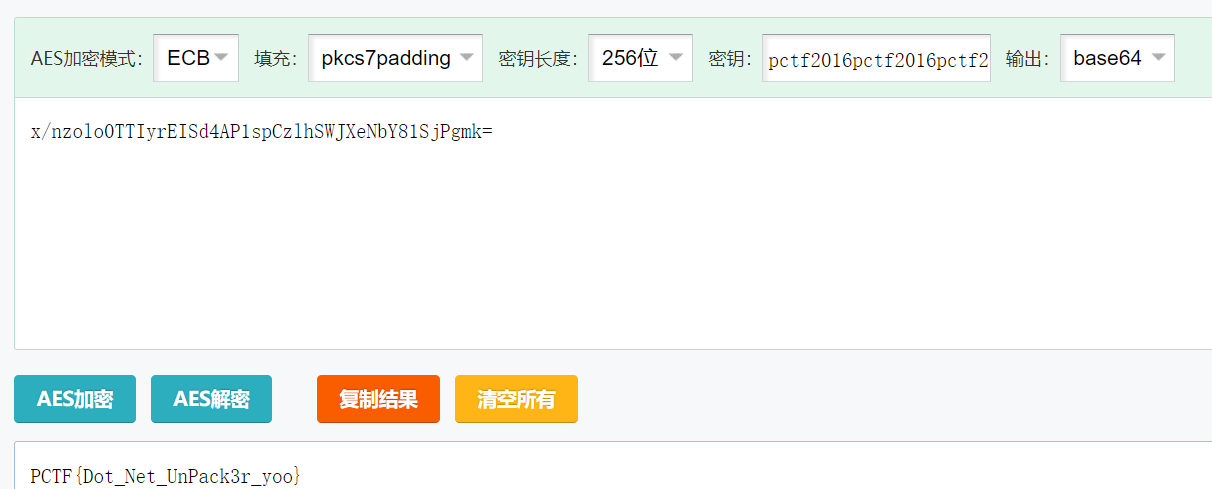 AES加密模式： ECB 填充： pkcs7padding 密钥长度： 256位 密钥： pctf2016pctf2016pctf2 输出： base64
x/nzolo0TTIyrEISd4AP1spCzlhSWJXeNbY81SjPgmk=
AES加密 AES解密 复制结果 清空所有
PCTF{Dot_Net_UnPack3r_yoo}